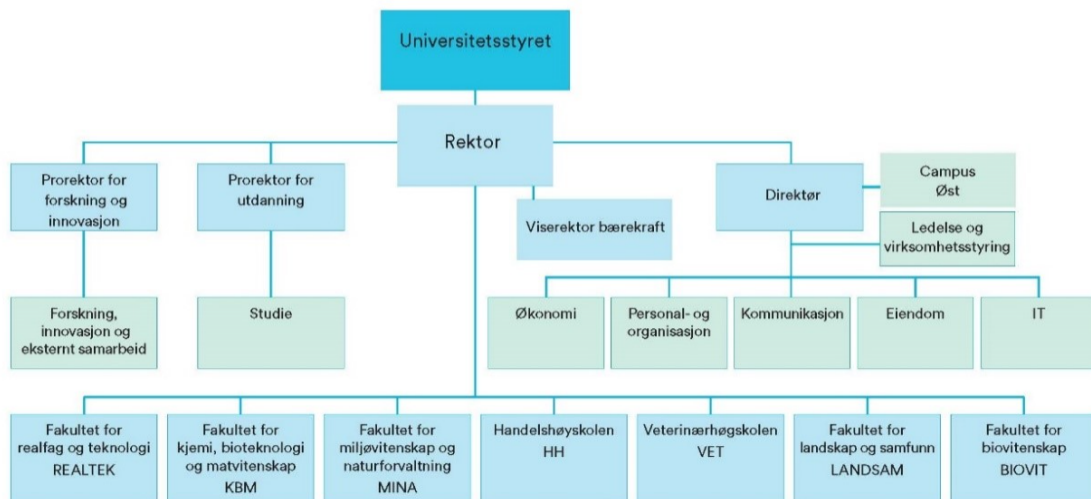 Universitetsstyret
Rektor
Prorektor for
forskning og
innovasjon
Prorektor for
utdanning
Viserektor bærekraft
Direktør
Campus
Øst
Ledelse og
virksomhetsstyring
Forskning,
innovasjon og
eksternt samarbeid
Studie
Økonomi
Personal- og
organisasjon
Kommunikasjon
Eiendom
IT
Fakultet for
realfag og teknologi
REALTEK
Fakultet for
kjemi, bioteknologi
og matvitenskap
KBM
Fakultet for
miljøvitenskap og
naturforvaltning
MINA
Handelshøyskolen
HH
Veterinærhøgskolen
VET
Fakultet for
landskap og samfunn
LANDSAM
Fakultet for
biovitenskap
BIOVIT